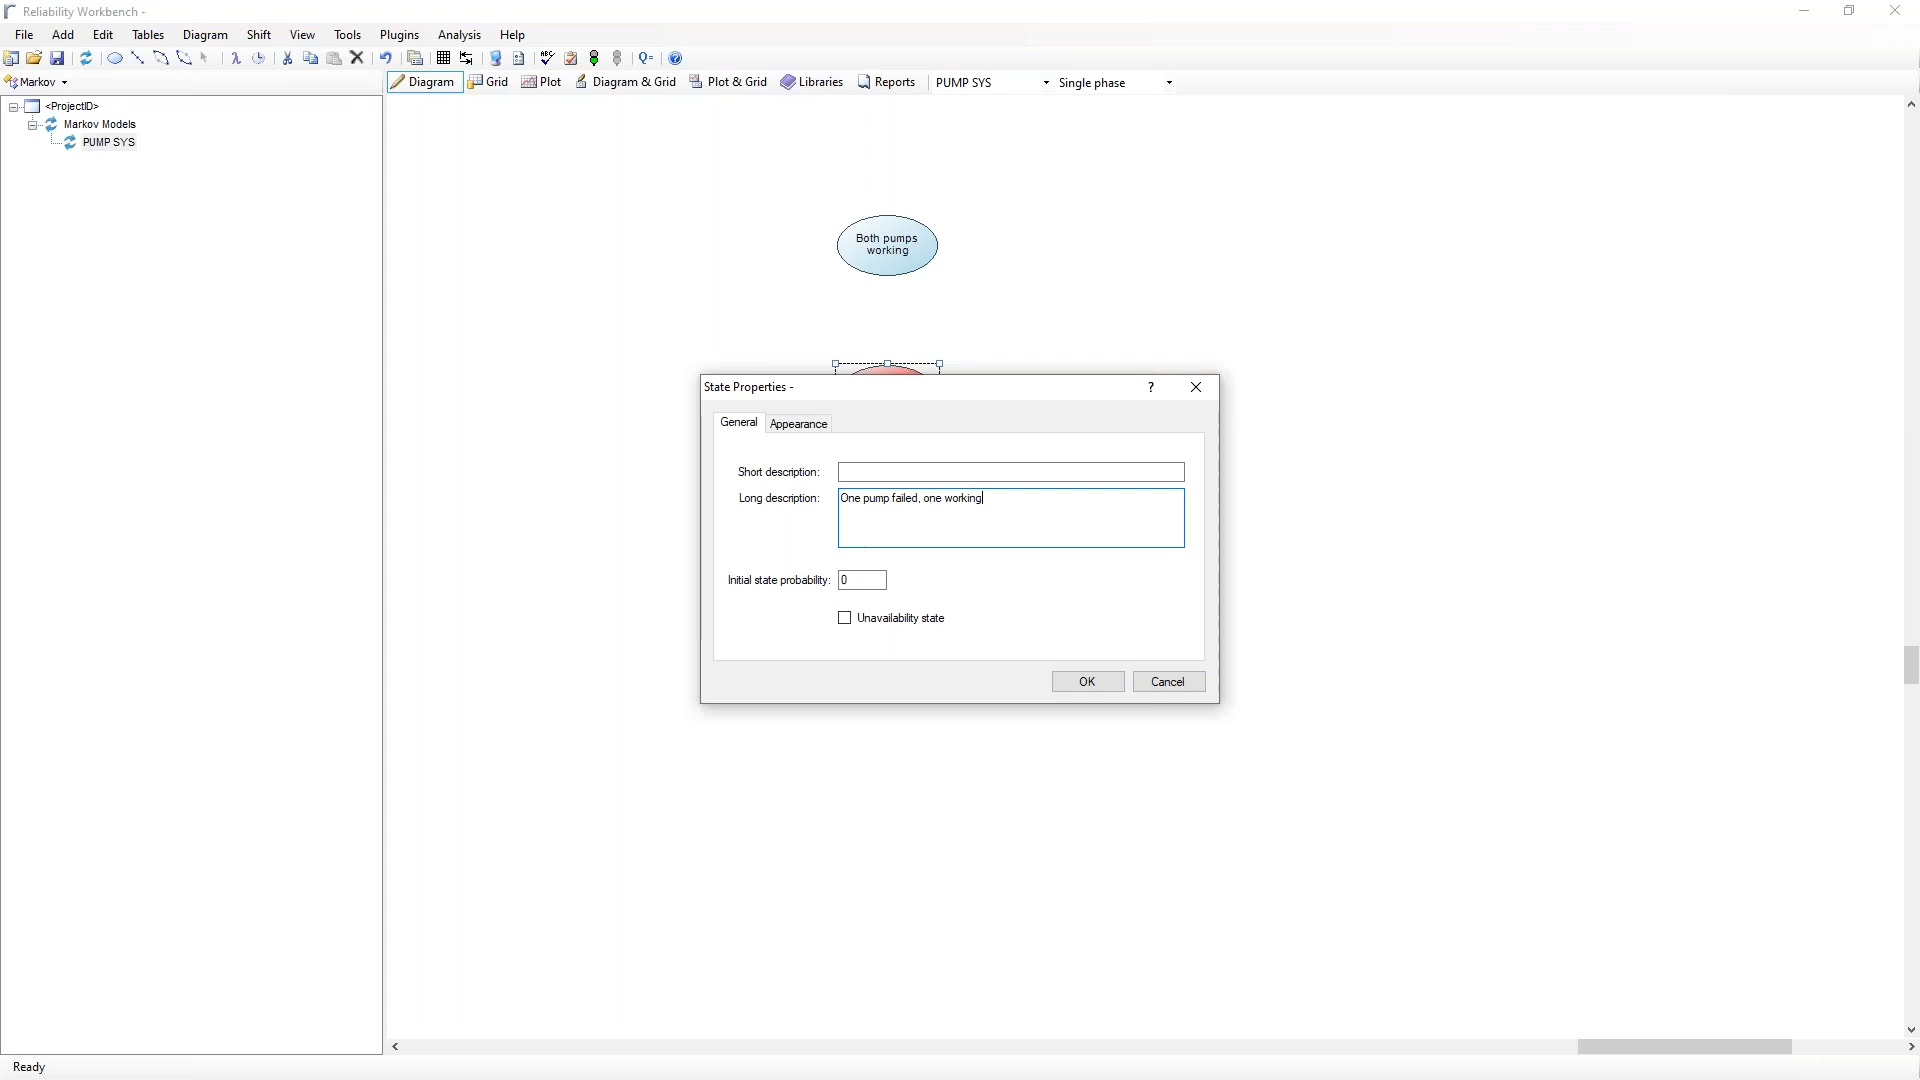 Reliability Workbench -
File Add Edit Tables Diagram Shift View Tools Plugins Analysis Help
ABC Q=
Markov
Diagram Grid Plot Diagram & Grid Plot & Grid Libraries Reports PUMP SYS Single phase
<ProjectID>
Markov Models
PUMP SYS
Both pumps
working
State Properties -
General Appearance
Short description:
Long description: One pump failed, one working
Initial state probability: 0
Unavailability state
OK Cancel
Ready